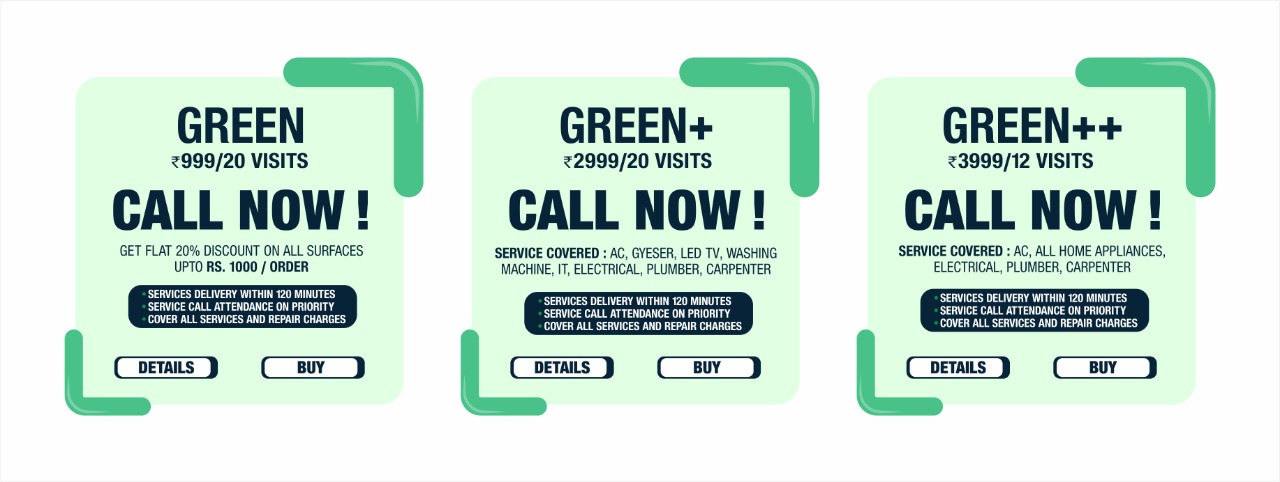 GREEN
₹999/20 VISITS
CALL NOW !
GET FLAT 20% DISCOUNT ON ALL SURFACES
UPTO RS. 1000 / ORDER
• SERVICES DELIVERY WITHIN 120 MINUTES
• SERVICE CALL ATTENDANCE ON PRIORITY
• COVER ALL SERVICES AND REPAIR CHARGES
DETAILS
BUY
GREEN+
₹2999/20 VISITS
CALL NOW !
SERVICE COVERED : AC, GYESER, LED TV, WASHING
MACHINE, IT, ELECTRICAL, PLUMBER, CARPENTER
• SERVICES DELIVERY WITHIN 120 MINUTES
• SERVICE CALL ATTENDANCE ON PRIORITY
• COVER ALL SERVICES AND REPAIR CHARGES
DETAILS
BUY
GREEN++
₹3999/12 VISITS
CALL NOW !
SERVICE COVERED : AC, ALL HOME APPLIANCES,
ELECTRICAL, PLUMBER, CARPENTER
• SERVICES DELIVERY WITHIN 120 MINUTES
• SERVICE CALL ATTENDANCE ON PRIORITY
• COVER ALL SERVICES AND REPAIR CHARGES
DETAILS
BUY